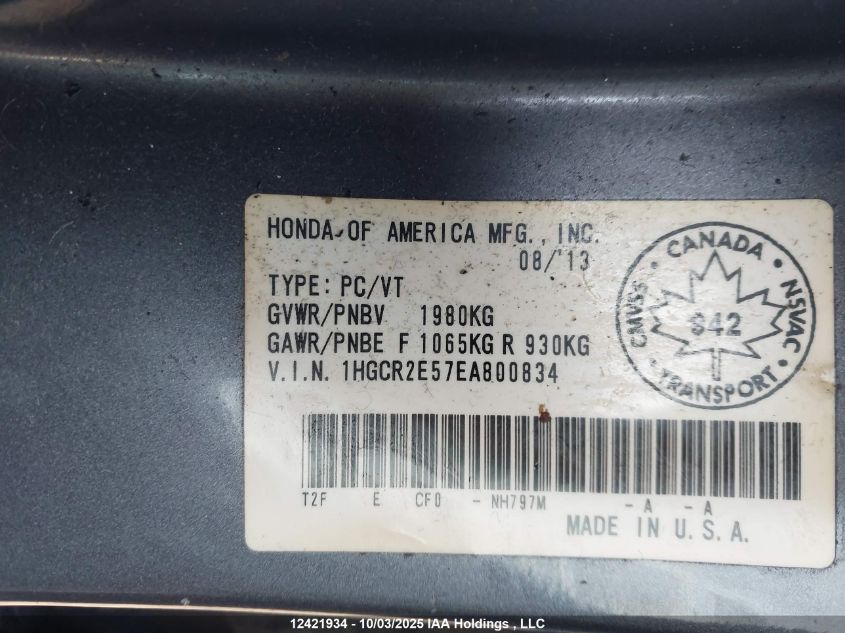 HONDA OF AMERICA MFG., INC.
08/'13
TYPE: PC/VT
GVWR/PNBV 1980KG
GAWR/PNBE F 1065KG R 930KG
V.I.N. 1HGCR2E57EA800834
CANADA
CMVSS
NSVAC
942
TRANSPORT
T2F E CF0 - NH797M - A - A
MADE IN U.S.A.
12421934 - 10/03/2025 IAA Holdings , LLC